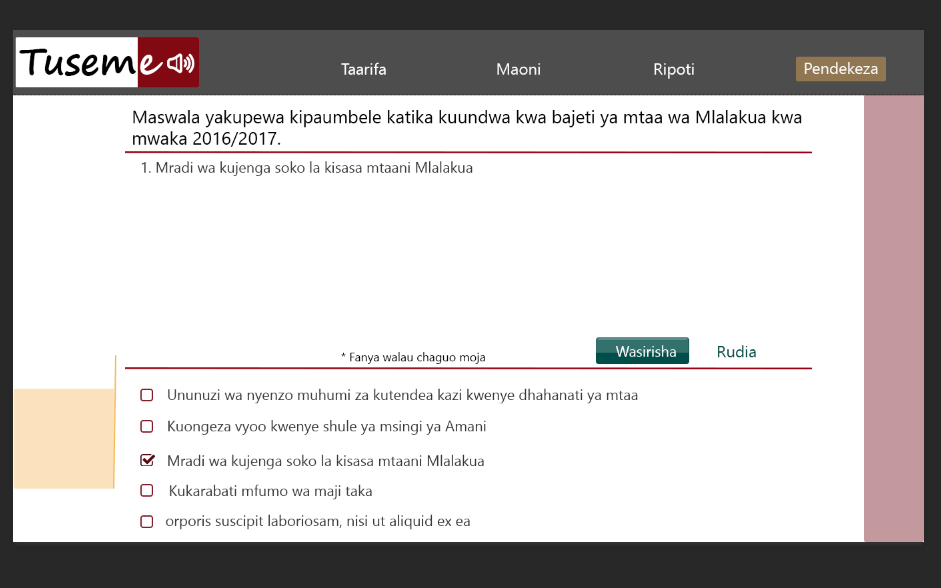 Tuseme
Taarifa Maoni Ripoti Pendekeza
Maswala yakupewa kipaumbele katika kuundwa kwa bajeti ya mtaa wa Mlalakua kwa
mwaka 2016/2017.
1. Mradi wa kujenga soko la kisasa mtaani Mlalakua
* Fanya walau chaguo moja
Wasirisha Rudia
Ununuzi wa nyenzo muhumi za kutendea kazi kwenye dhahanati ya mtaa
Kuongeza vyoo kwenye shule ya msingi ya Amani
Mradi wa kujenga soko la kisasa mtaani Mlalakua
Kukarabati mfumo wa maji taka
orporis suscipit laboriosam, nisi ut aliquid ex ea